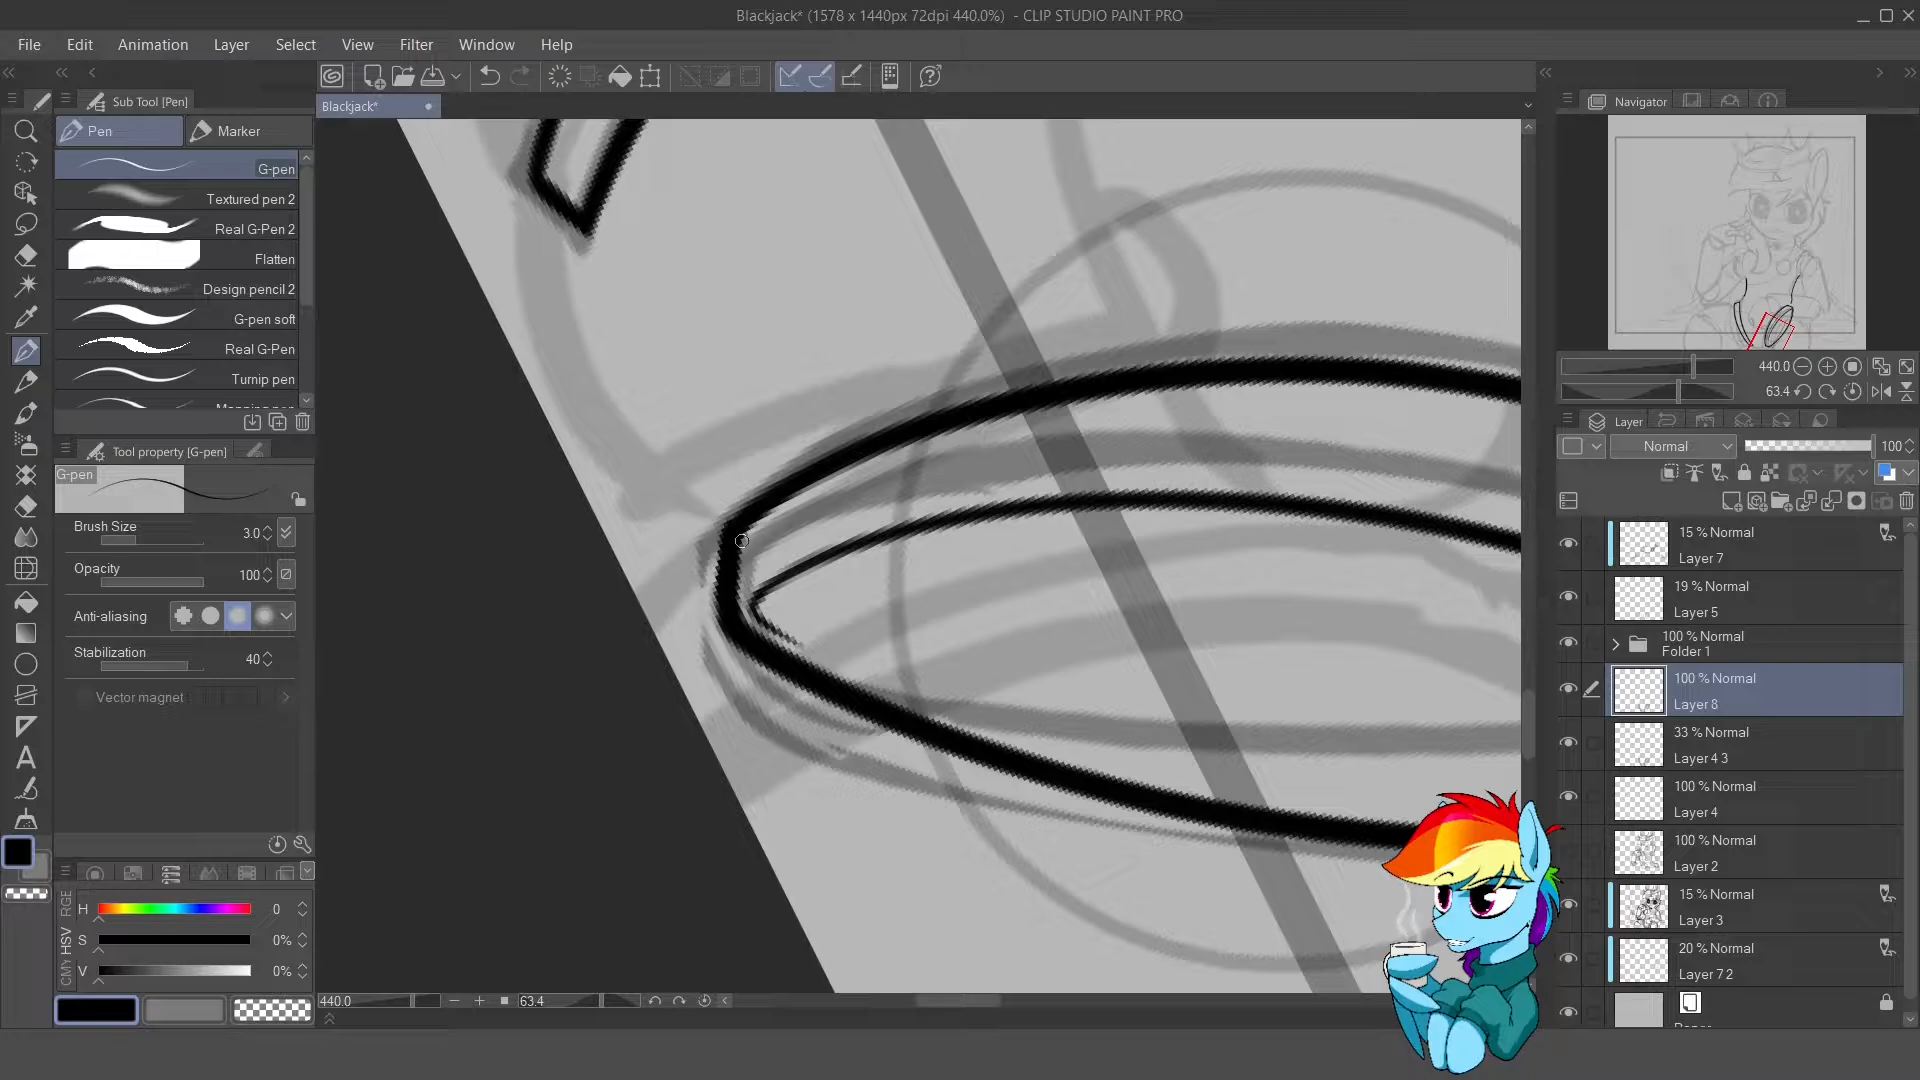 Blackjack* (1578 x 1440px 72dpi 440.0%)  - CLIP STUDIO PAINT PRO
File Edit Animation Layer Select View Filter Window Help
Sub Tool [Pen]
Blackjack*
Navigator
Pen
Marker
G-pen
Textured pen 2
Real G-Pen 2
Flatten
Design pencil 2
G-pen soft
Real G-Pen
Turnip pen
440.0
63.4
Layer
Normal
100
Tool property [G-pen]
G-pen
Brush Size
3.0
Opacity
100
Anti-aliasing
Stabilization
40
Vector magnet
15 % Normal
Layer 7
19 % Normal
Layer 5
100 % Normal
Folder 1
100 % Normal
Layer 8
33 % Normal
Layer 4 3
100 % Normal
Layer 4
100 % Normal
Layer 2
15 % Normal
Layer 3
20 % Normal
Layer 7 2
RGB
HSV
CMY
H 0
S 0%
V 0%
440.0
63.4